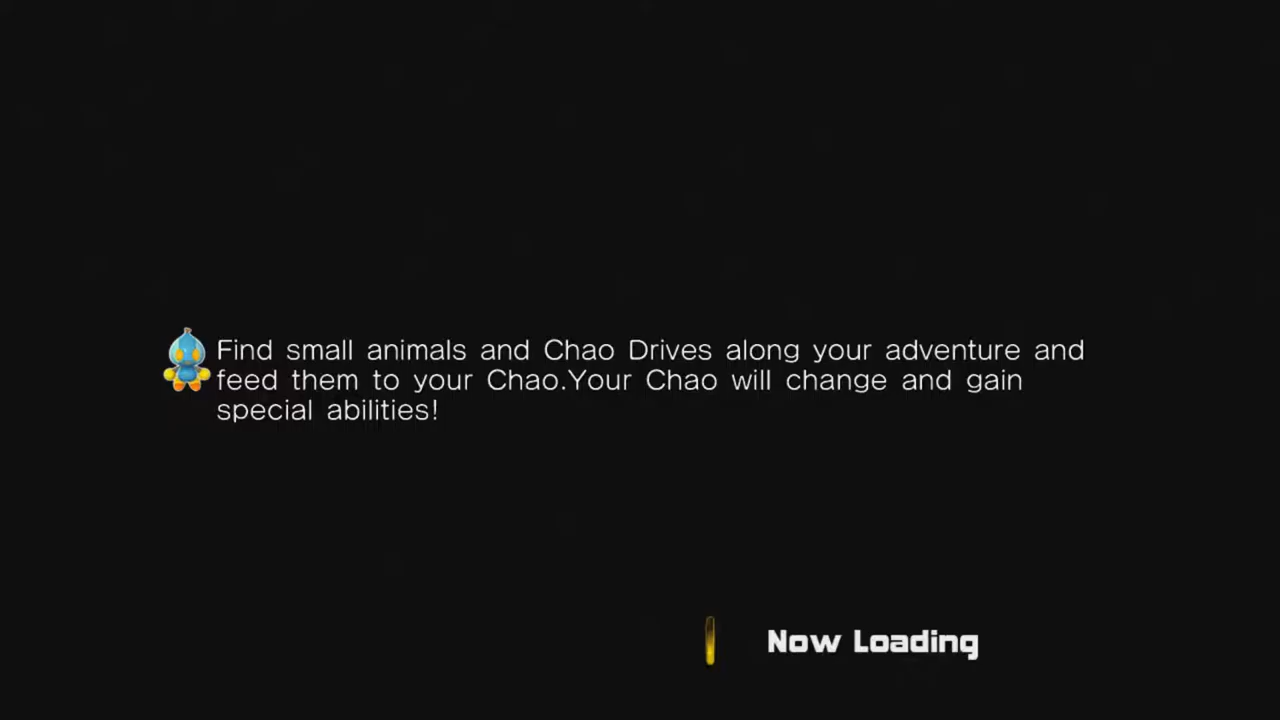 Find small animals and Chao Drives along your adventure and
feed them to your Chao.Your Chao will change and gain
special abilities!
Now Loading